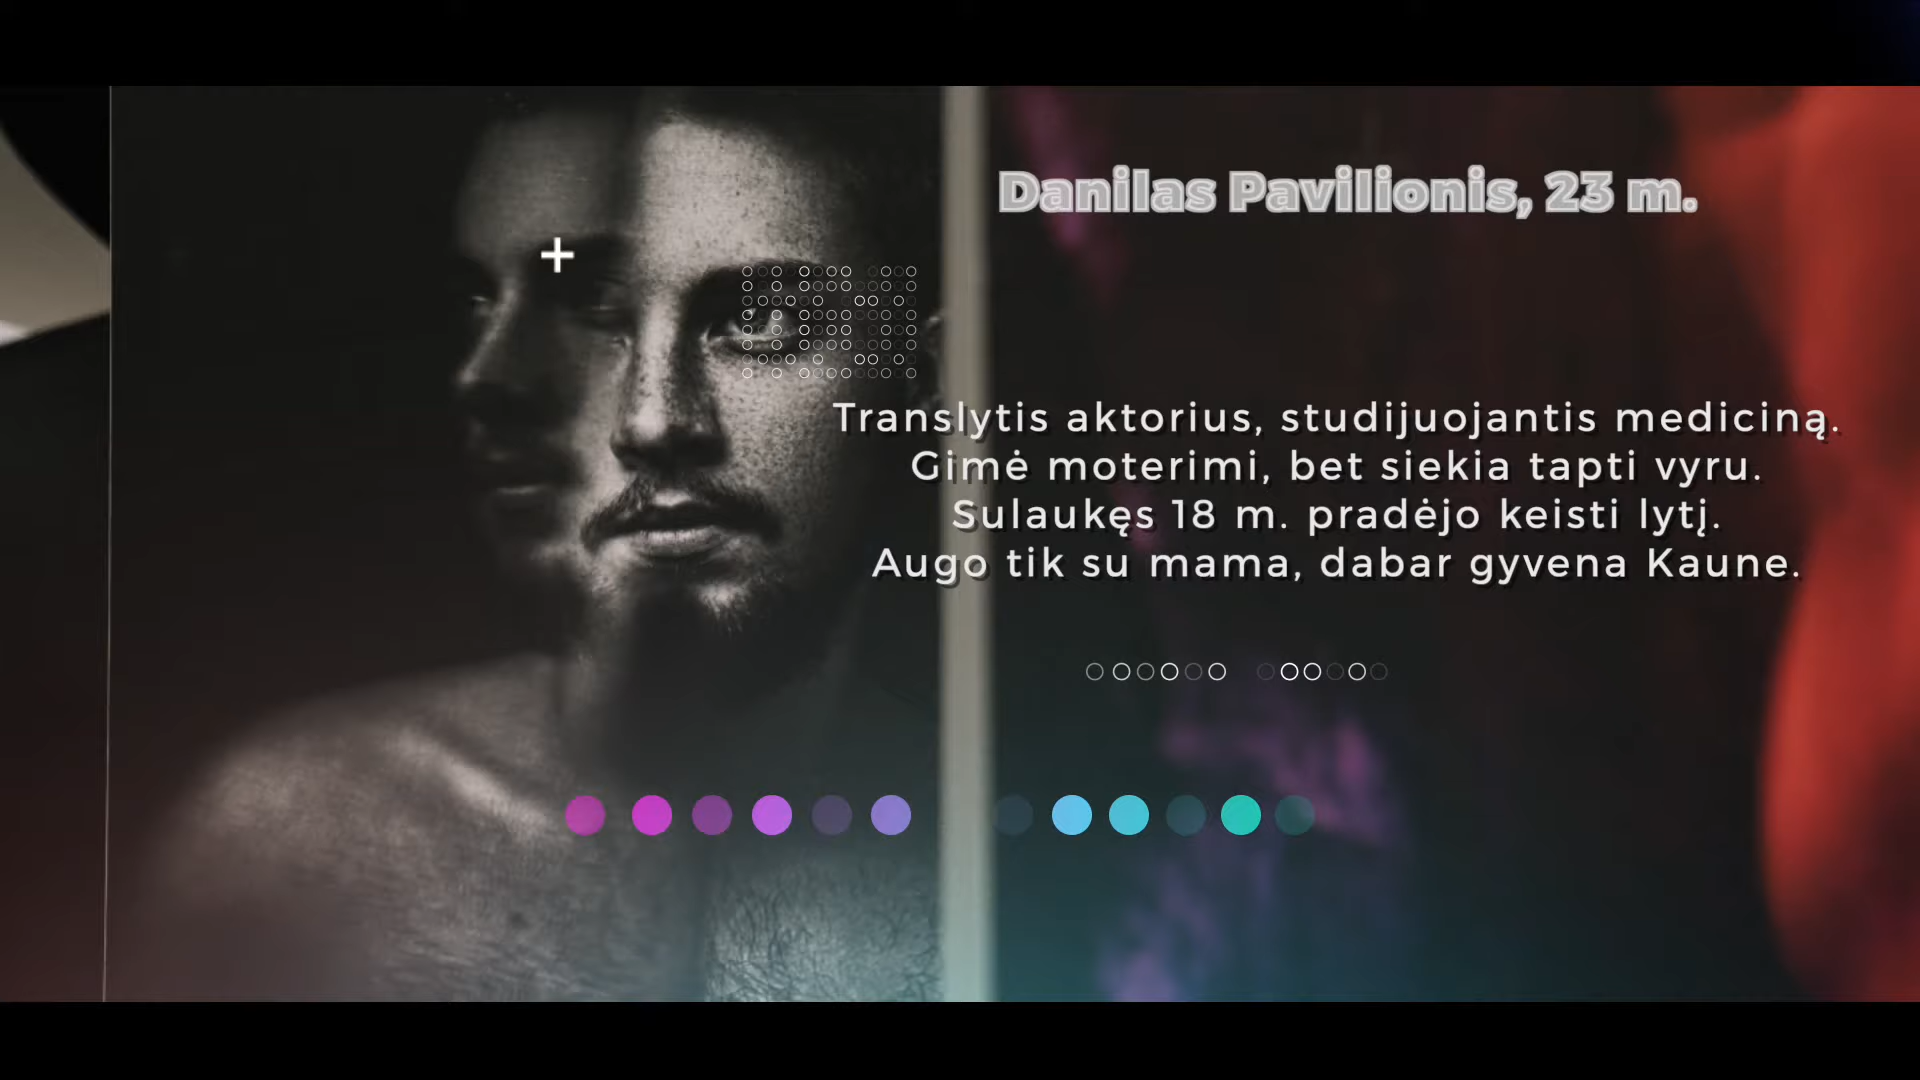 Danilas Pavilionis, 23 m.
Translytis aktorius, studijuojantis mediciną.
Gimė moterimi, bet siekia tapti vyru.
Sulaukęs 18 m. pradėjo keisti lytį.
Augo tik su mama, dabar gyvena Kaune.